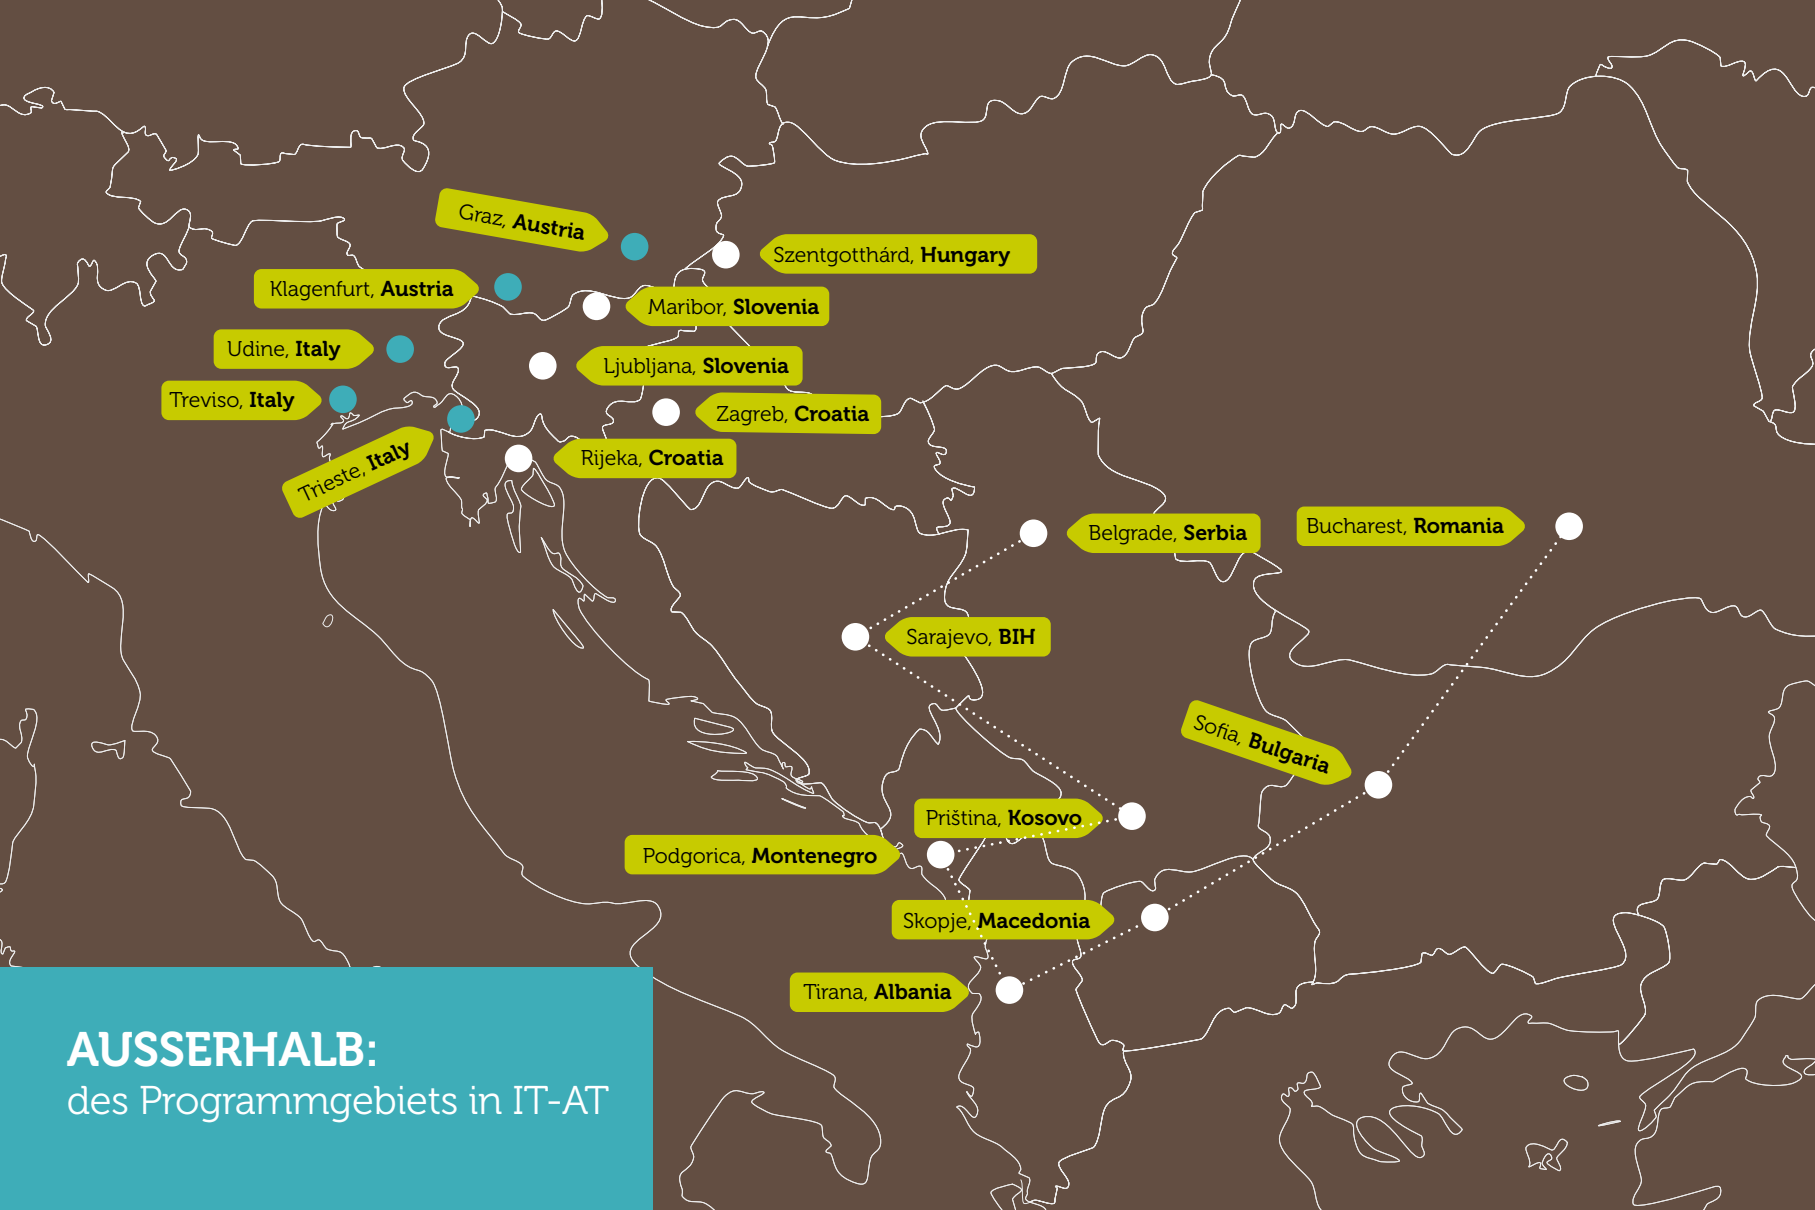 Graz, Austria
Szentgotthárd, Hungary
Klagenfurt, Austria
Maribor, Slovenia
Udine, Italy
Ljubljana, Slovenia
Treviso, Italy
Zagreb, Croatia
Trieste, Italy
Rijeka, Croatia
Belgrade, Serbia
Bucharest, Romania
Sarajevo, BIH
Sofia, Bulgaria
Priština, Kosovo
Podgorica, Montenegro
Skopje, Macedonia
Tirana, Albania
AUSSERHALB:
des Programmgebiets in IT-AT